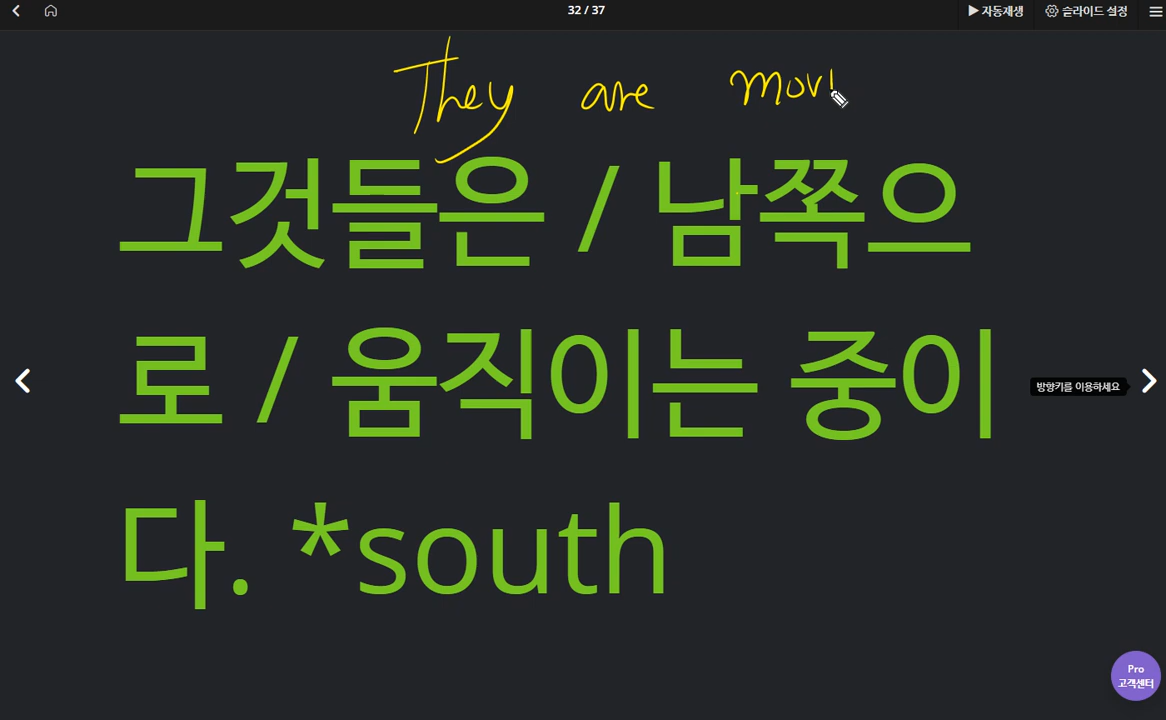 32 / 37
▶ 자동재생
슬라이드 설정
They are movi
그것들은 / 남쪽으
로 / 움직이는 중이
방향키를 이용하세요
다. *south
Pro
고객센터